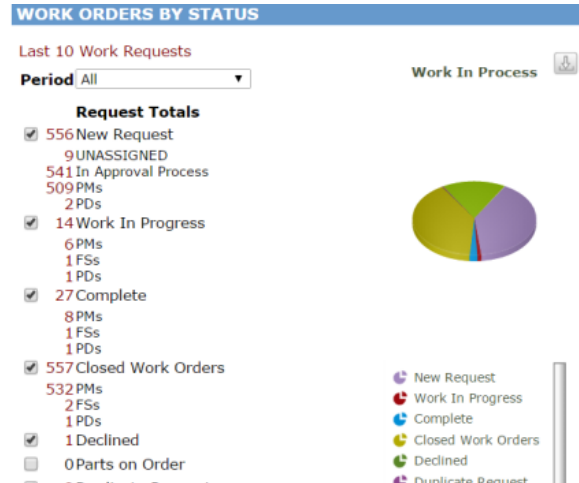 WORK ORDERS BY STATUS
Last 10 Work Requests
Period All
Work In Process
Request Totals
556 New Request
9 UNASSIGNED
541 In Approval Process
509 PMs
2 PDs
14 Work In Progress
6 PMs
1 FSs
1 PDs
27 Complete
8 PMs
1 FSs
1 PDs
557 Closed Work Orders
532 PMs
2 FSs
1 PDs
1 Declined
0 Parts on Order
New Request
Work In Progress
Complete
Closed Work Orders
Declined
Duplicate Request